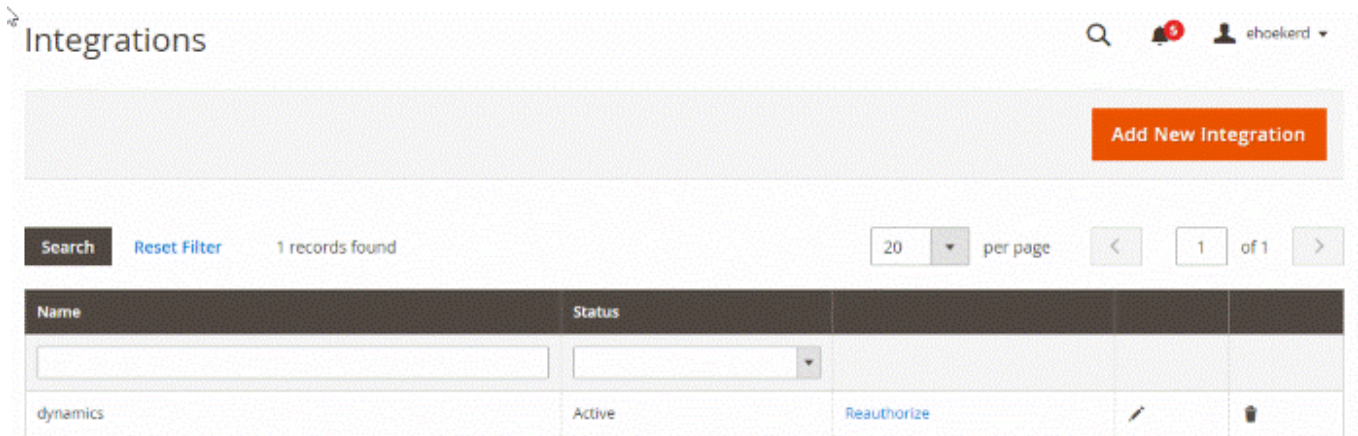 Integrations
ehoekerd
Add New Integration
Search Reset Filter 1 records found 20 per page 1 of 1
Name Status
dynamics Active Reauthorize